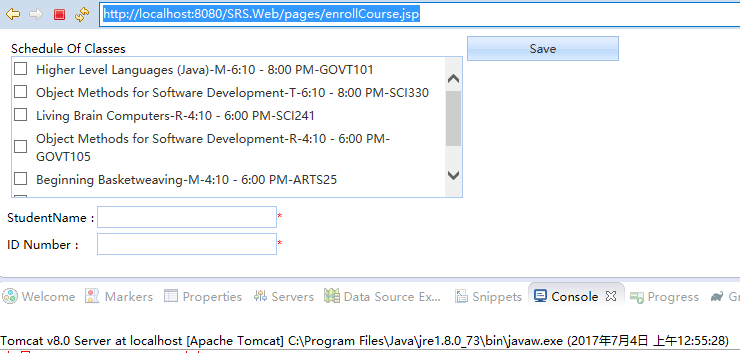 http://localhost:8080/SRS.Web/pages/enrollCourse.jsp
Schedule Of Classes
Save
Higher Level Languages (Java)-M-6:10 - 8:00 PM-GOVT101
Object Methods for Software Development-T-6:10 - 8:00 PM-SCI330
Living Brain Computers-R-4:10 - 6:00 PM-SCI241
Object Methods for Software Development-R-4:10 - 6:00 PM-
GOVT105
Beginning Basketweaving-M-4:10 - 6:00 PM-ARTS25
StudentName : *
ID Number : *
Welcome Markers Properties Servers Data Source Ex... Snippets Console Progress
Tomcat v8.0 Server at localhost [Apache Tomcat] C:\Program Files\Java\jre1.8.0_73\bin\javaw.exe (2017年7月4日 上午12:55:28)